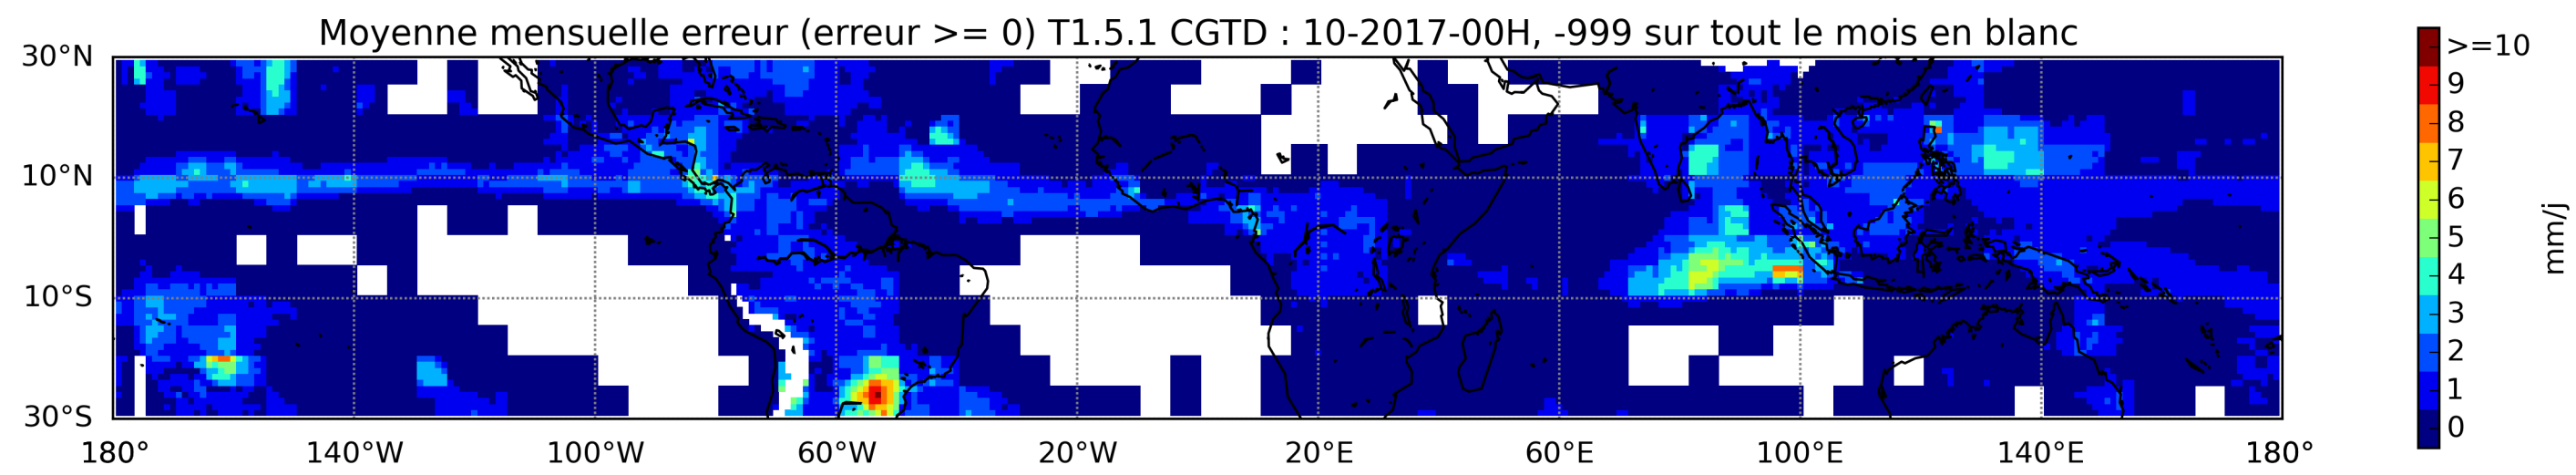 Moyenne mensuelle erreur (erreur >= 0) T1.5.1 CGTD : 10-2017-00H, -999 sur tout le mois en blanc
30°N
10°N
10°S
30°S
180° 140°W 100°W 60°W 20°W 20°E 60°E 100°E 140°E 180°
>=10
9
8
7
6
5
4
3
2
1
0
mm/j